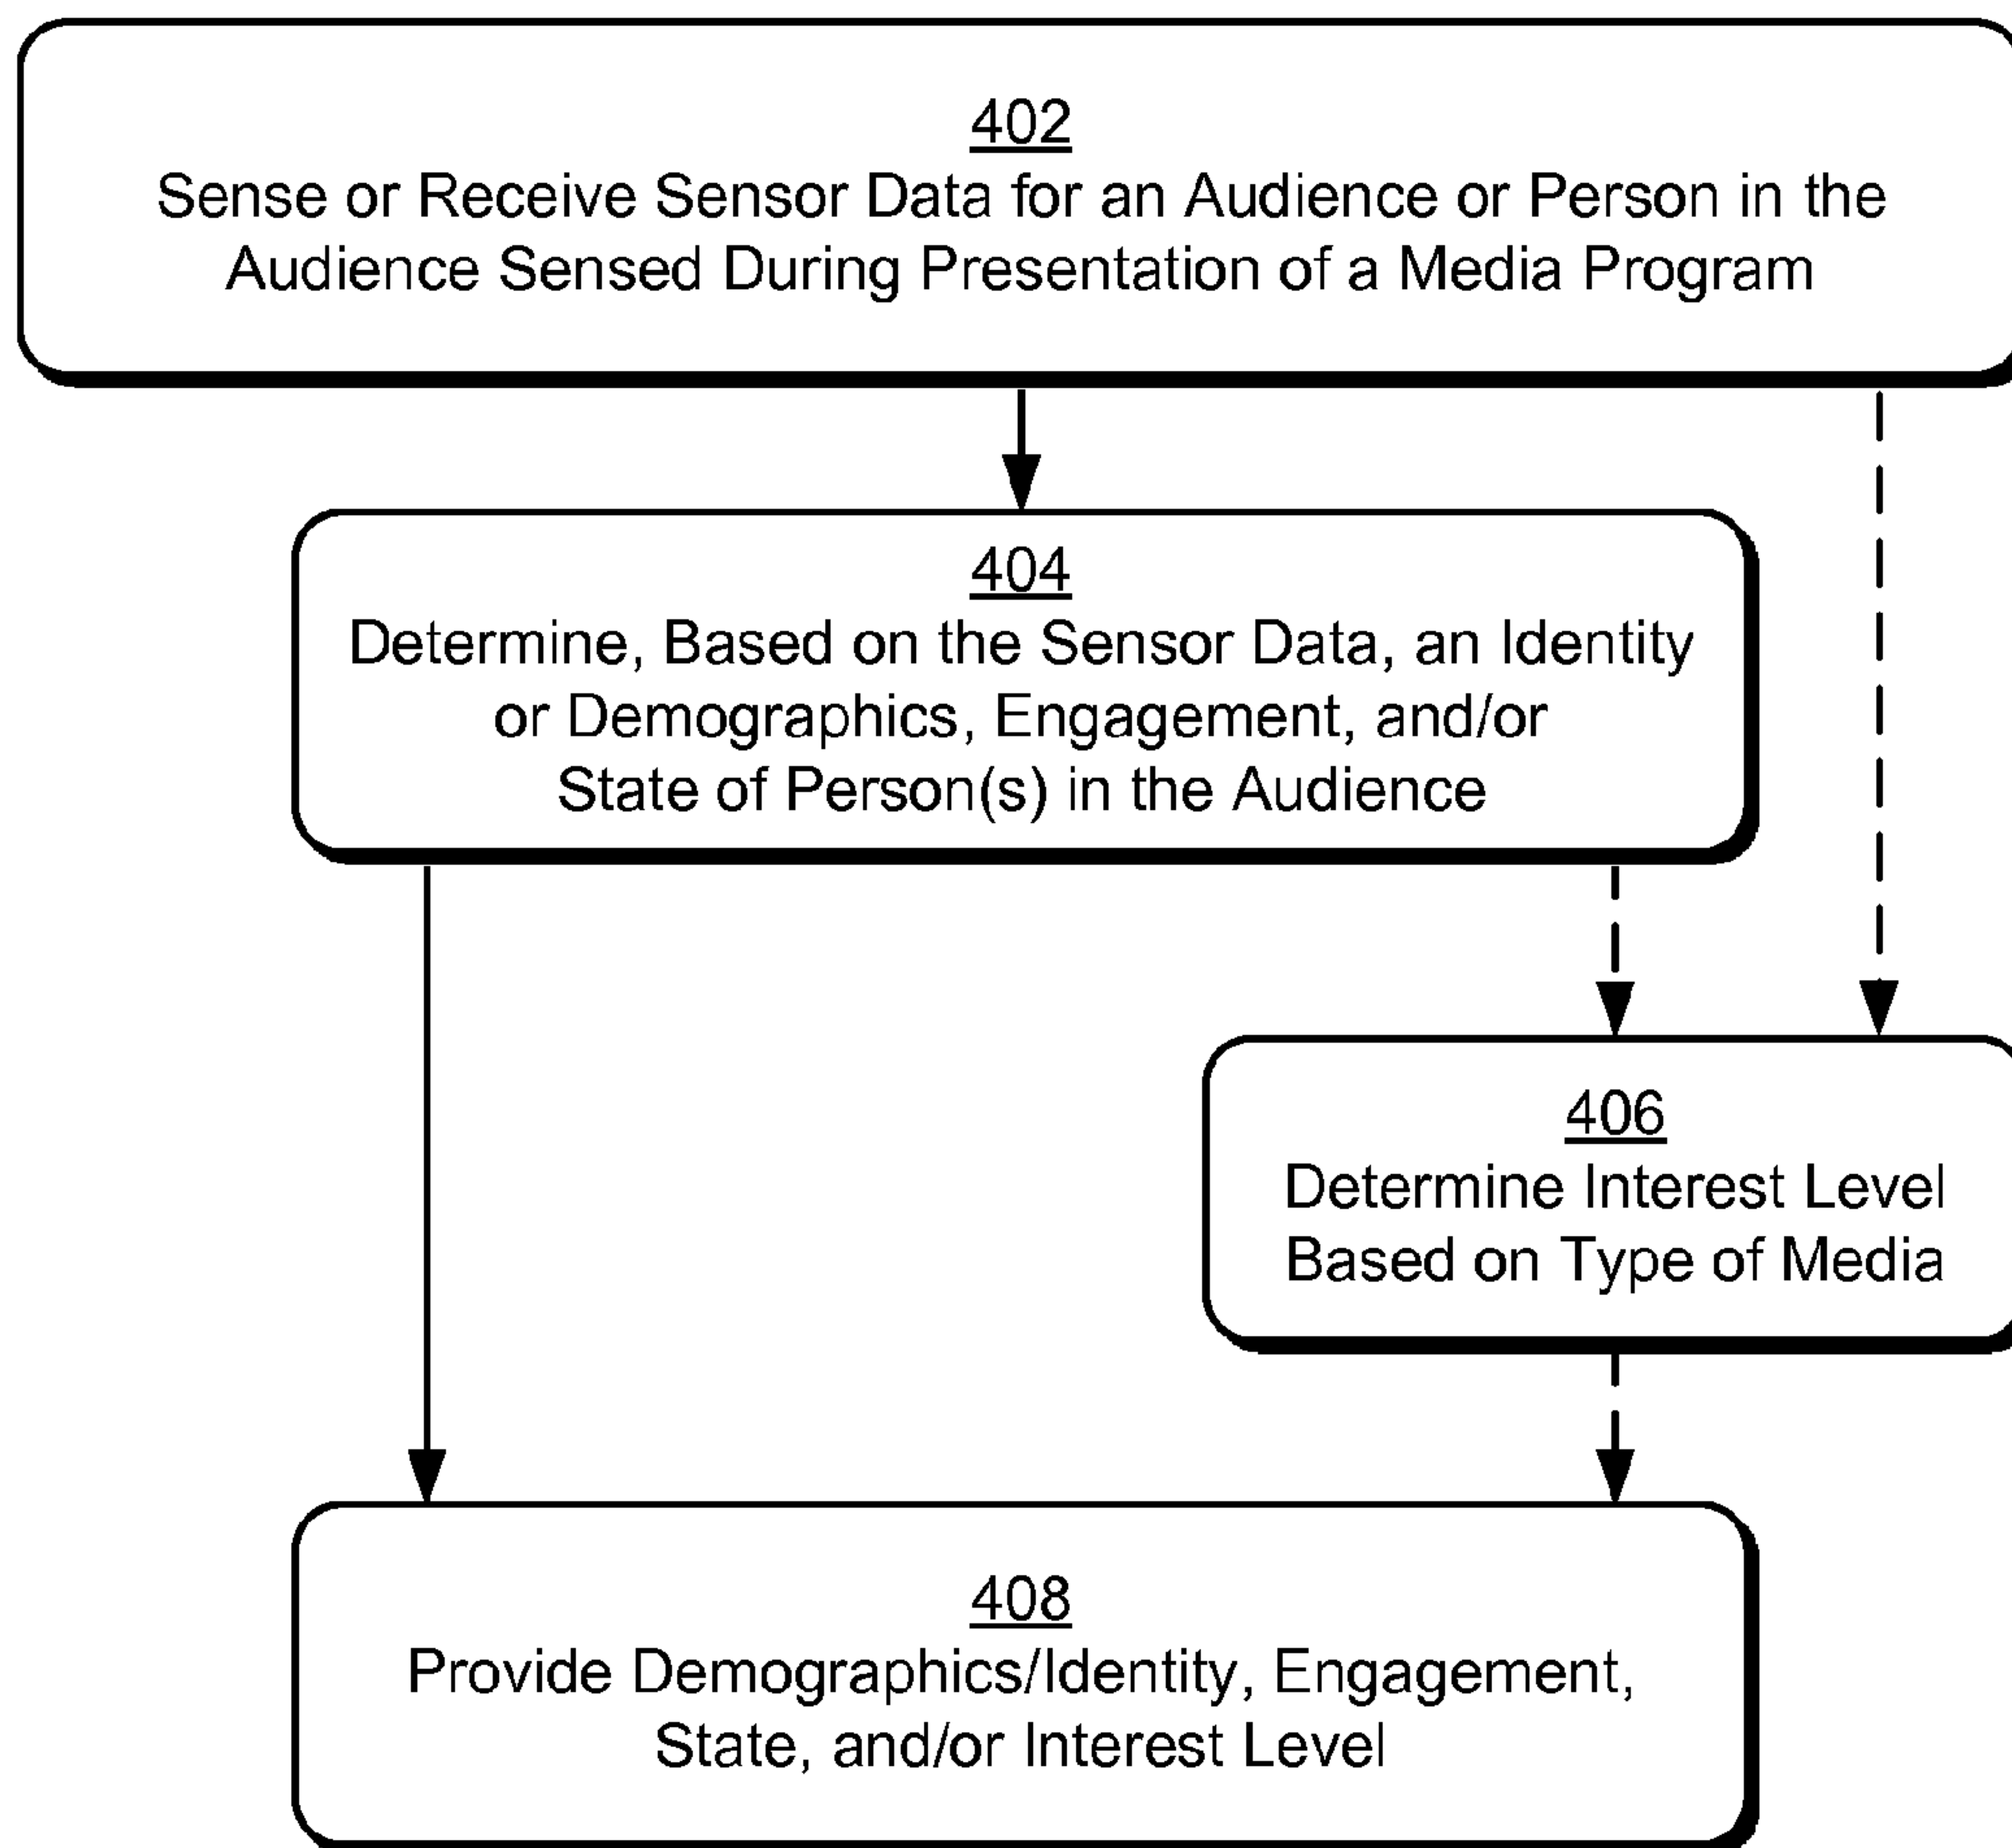 402
Sense or Receive Sensor Data for an Audience or Person in the
Audience Sensed During Presentation of a Media Program
404
Determine, Based on the Sensor Data, an Identity
or Demographics, Engagement, and/or
State of Person(s) in the Audience
406
Determine Interest Level
Based on Type of Media
408
Provide Demographics/Identity, Engagement,
State, and/or Interest Level